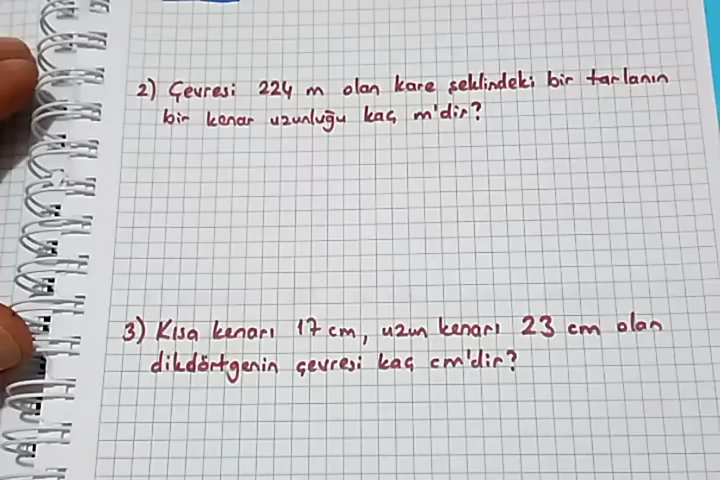 2) Çevresi 224 m olan kare şeklindeki bir tarlanın
bir kenar uzunluğu kaç m'dir?
3) Kısa kenarı 17 cm, uzun kenarı 23 cm olan
dikdörtgenin çevresi kaç cm'dir?